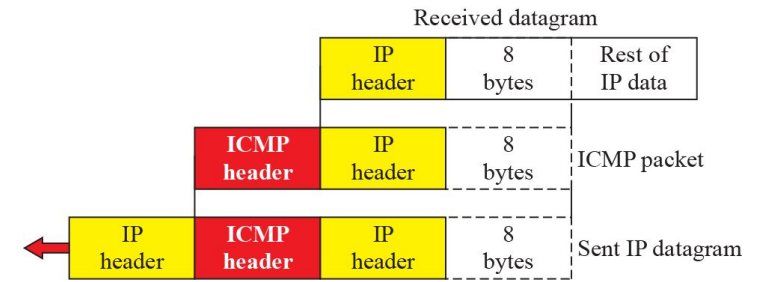 Received datagram
IP header
8 bytes
Rest of IP data
ICMP header
IP header
8 bytes
ICMP packet
IP header
ICMP header
IP header
8 bytes
Sent IP datagram